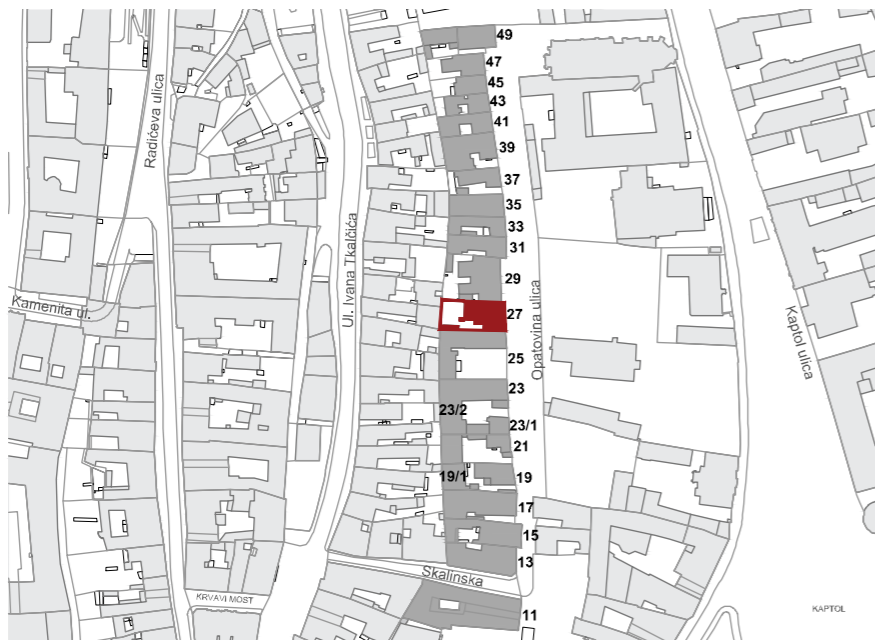 49
47
45
43
41
39
37
35
33
31
29
27
25
23
23/2
23/1
21
19/1
19
17
15
13
11
Radićeva ulica
Ul. Ivana Tkalčića
Opatovina ulica
Kaptol ulica
Kamenita ul.
Skalinska
KRVAVI MOST
KAPTOL